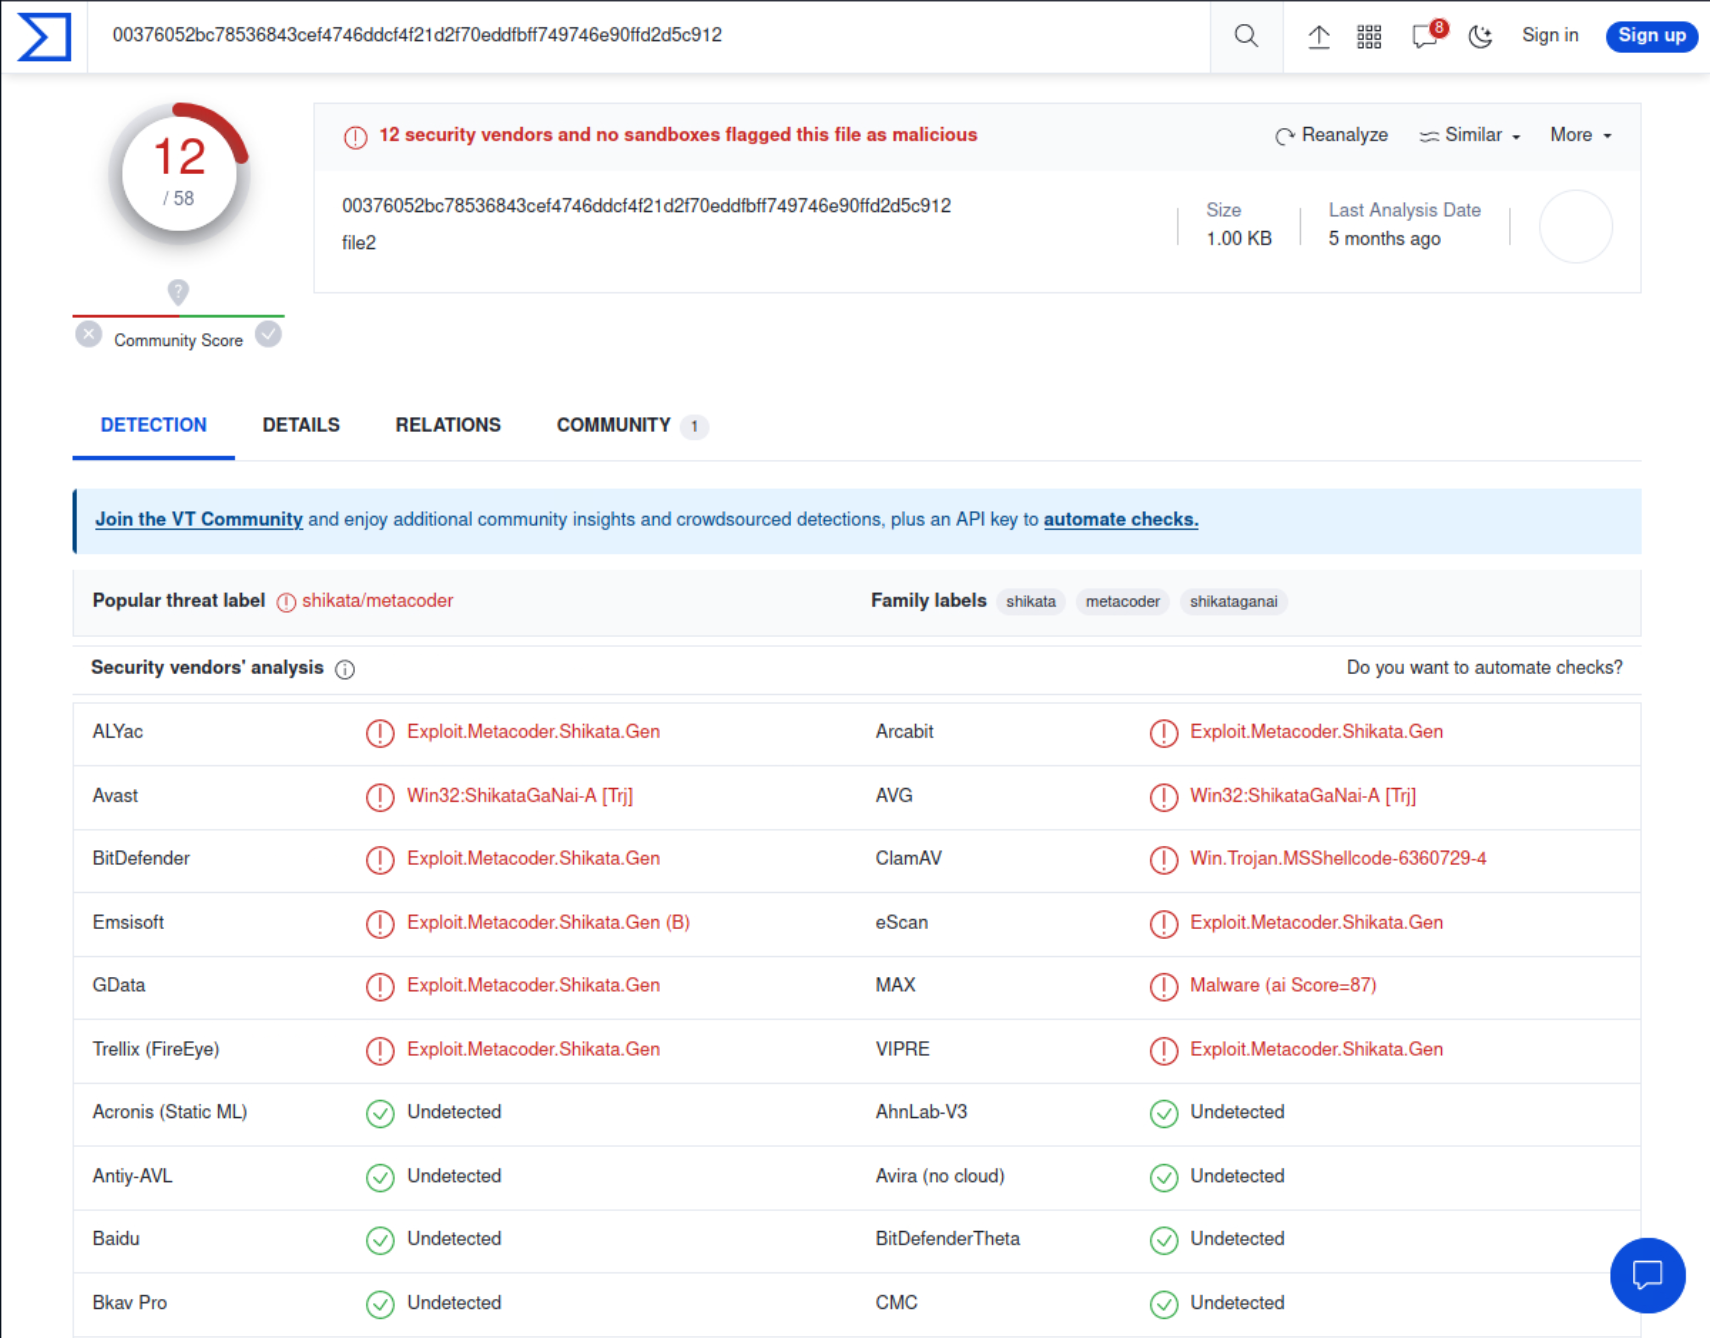 00376052bc78536843cef4746ddcf4f21d2f70eddfbff749746e90ffd2d5c912
8
Sign in
Sign up
12
/ 58
12 security vendors and no sandboxes flagged this file as malicious
Reanalyze
Similar
More
00376052bc78536843cef4746ddcf4f21d2f70eddfbff749746e90ffd2d5c912
file2
Size
1.00 KB
Last Analysis Date
5 months ago
?
Community Score
DETECTION
DETAILS
RELATIONS
COMMUNITY 1
Join the VT Community and enjoy additional community insights and crowdsourced detections, plus an API key to automate checks.
Popular threat label shikata/metacoder
Family labels shikata metacoder shikataganai
Security vendors' analysis
Do you want to automate checks?
ALYac Exploit.Metacoder.Shikata.Gen
Arcabit Exploit.Metacoder.Shikata.Gen
Avast Win32:ShikataGaNai-A [Trj]
AVG Win32:ShikataGaNai-A [Trj]
BitDefender Exploit.Metacoder.Shikata.Gen
ClamAV Win.Trojan.MSShellcode-6360729-4
Emsisoft Exploit.Metacoder.Shikata.Gen (B)
eScan Exploit.Metacoder.Shikata.Gen
GData Exploit.Metacoder.Shikata.Gen
MAX Malware (ai Score=87)
Trellix (FireEye) Exploit.Metacoder.Shikata.Gen
VIPRE Exploit.Metacoder.Shikata.Gen
Acronis (Static ML) Undetected
AhnLab-V3 Undetected
Antiy-AVL Undetected
Avira (no cloud) Undetected
Baidu Undetected
BitDefenderTheta Undetected
Bkav Pro Undetected
CMC Undetected